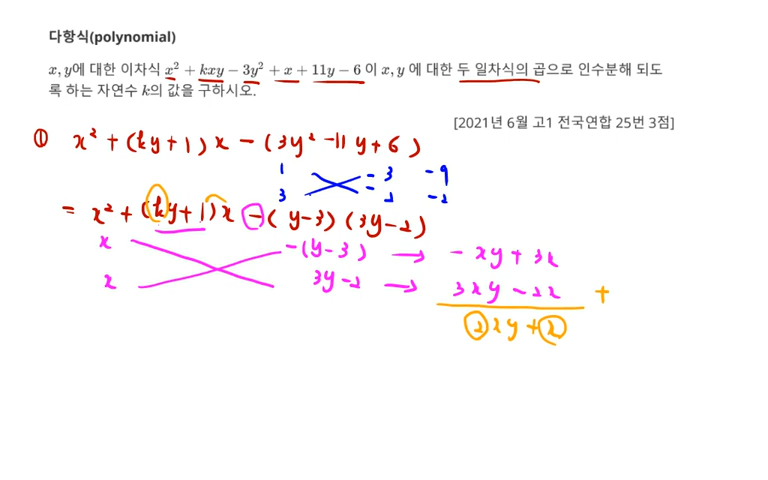 다항식(polynomial)
x, y에 대한 이차식 x² + kxy − 3y² + x + 11y − 6 이 x, y 에 대한 두 일차식의 곱으로 인수분해 되도
록 하는 자연수 k의 값을 구하시오.
[2021년 6월 고1 전국연합 25번 3점]
① x² + (ky+1)x − (3y² −11y+6)
1 − 3 − 9
3 − 2 − 2
= x² + (ky+1)x − (y−3)(3y−2)
x −(y−3) → − xy + 3x
x 3y−2 → 3xy − 2x +
2xy + x